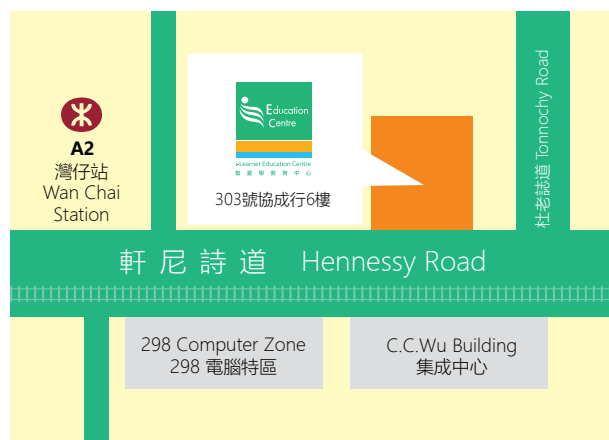 A2
灣仔站
Wan Chai
Station
Education
Centre
iLearner Education Centre
智愛學教育中心
303號協成行6樓
杜老誌道 Tonnochy Road
軒尼詩道 Hennessy Road
298 Computer Zone
298 電腦特區
C.C.Wu Building
集成中心